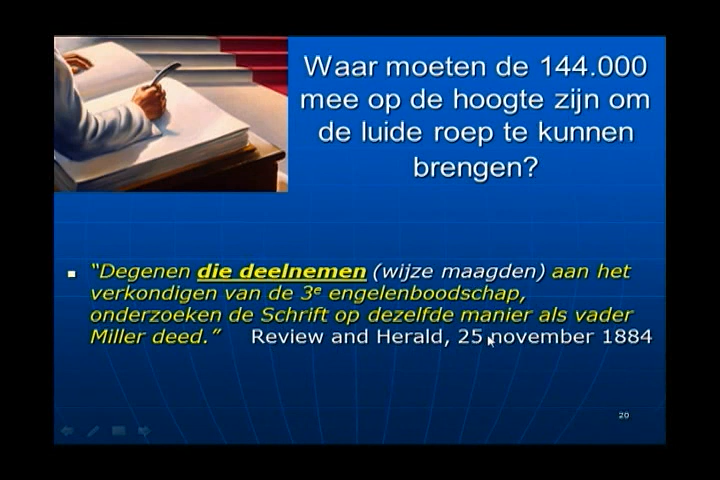 Waar moeten de 144.000
mee op de hoogte zijn om
de luide roep te kunnen
brengen?
“Degenen die deelnemen (wijze maagden) aan het
verkondigen van de 3e engelenboodschap,
onderzoeken de Schrift op dezelfde manier als vader
Miller deed.” Review and Herald, 25 november 1884
20